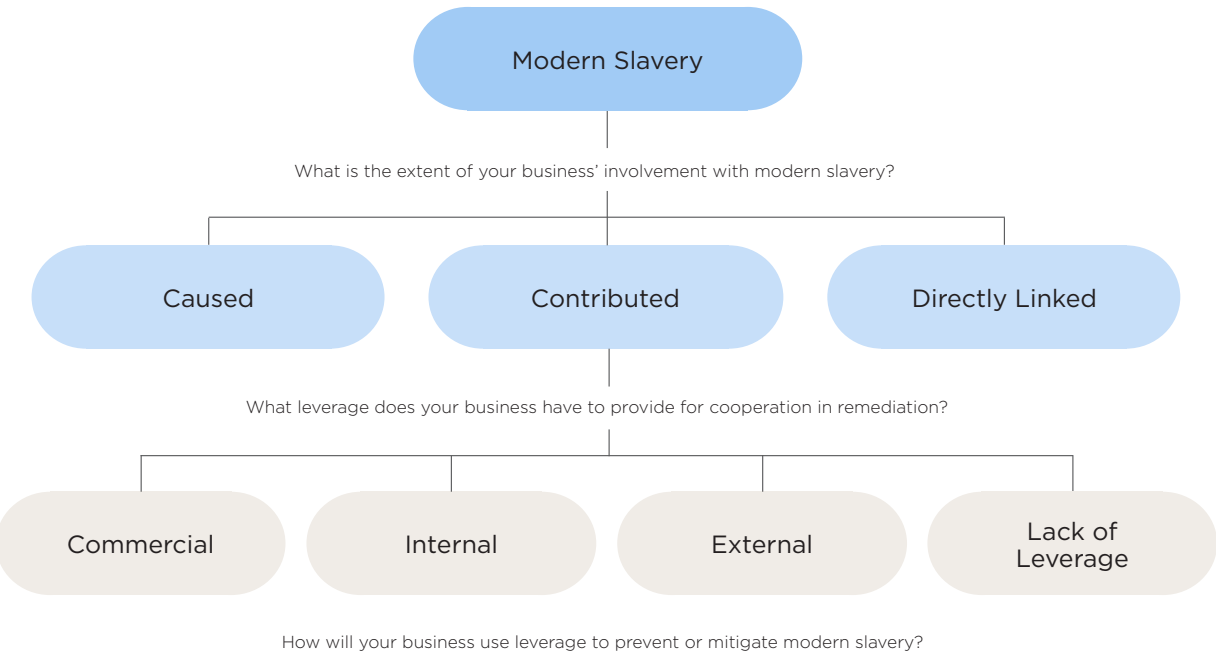 Modern Slavery
What is the extent of your business’ involvement with modern slavery?
Caused
Contributed
Directly Linked
What leverage does your business have to provide for cooperation in remediation?
Commercial
Internal
External
Lack of
Leverage
How will your business use leverage to prevent or mitigate modern slavery?